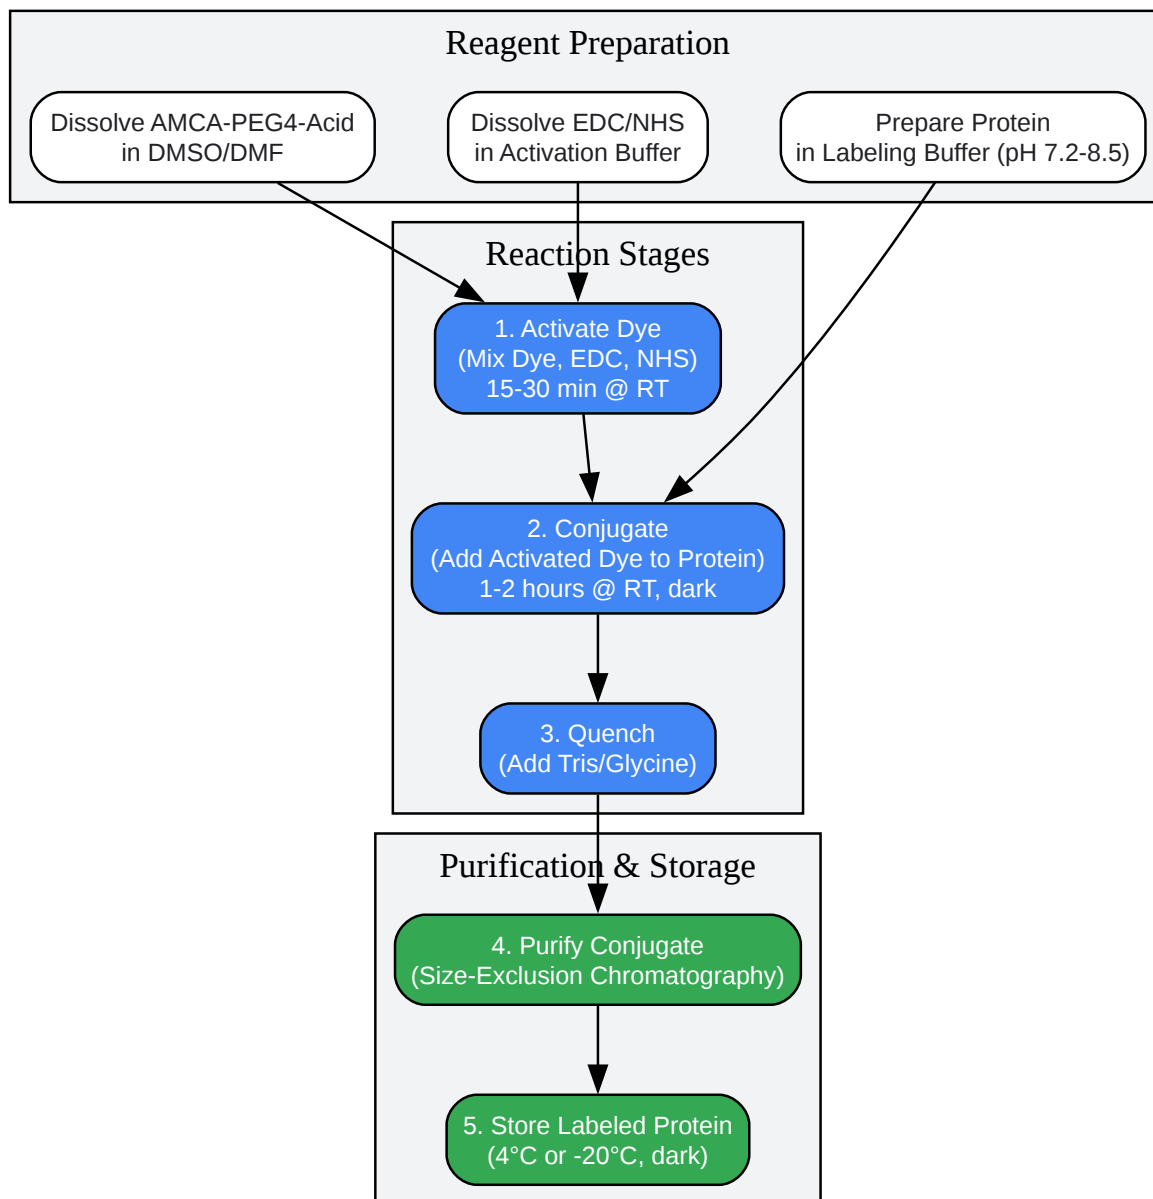 Reagent Preparation
Dissolve AMCA-PEG4-Acid
in DMSO/DMF
Dissolve EDC/NHS
in Activation Buffer
Prepare Protein
in Labeling Buffer (pH 7.2-8.5)
Reaction Stages
1. Activate Dye
(Mix Dye, EDC, NHS)
15-30 min @ RT
2. Conjugate
(Add Activated Dye to Protein)
1-2 hours @ RT, dark
3. Quench
(Add Tris/Glycine)
Purification & Storage
4. Purify Conjugate
(Size-Exclusion Chromatography)
5. Store Labeled Protein
(4°C or -20°C, dark)